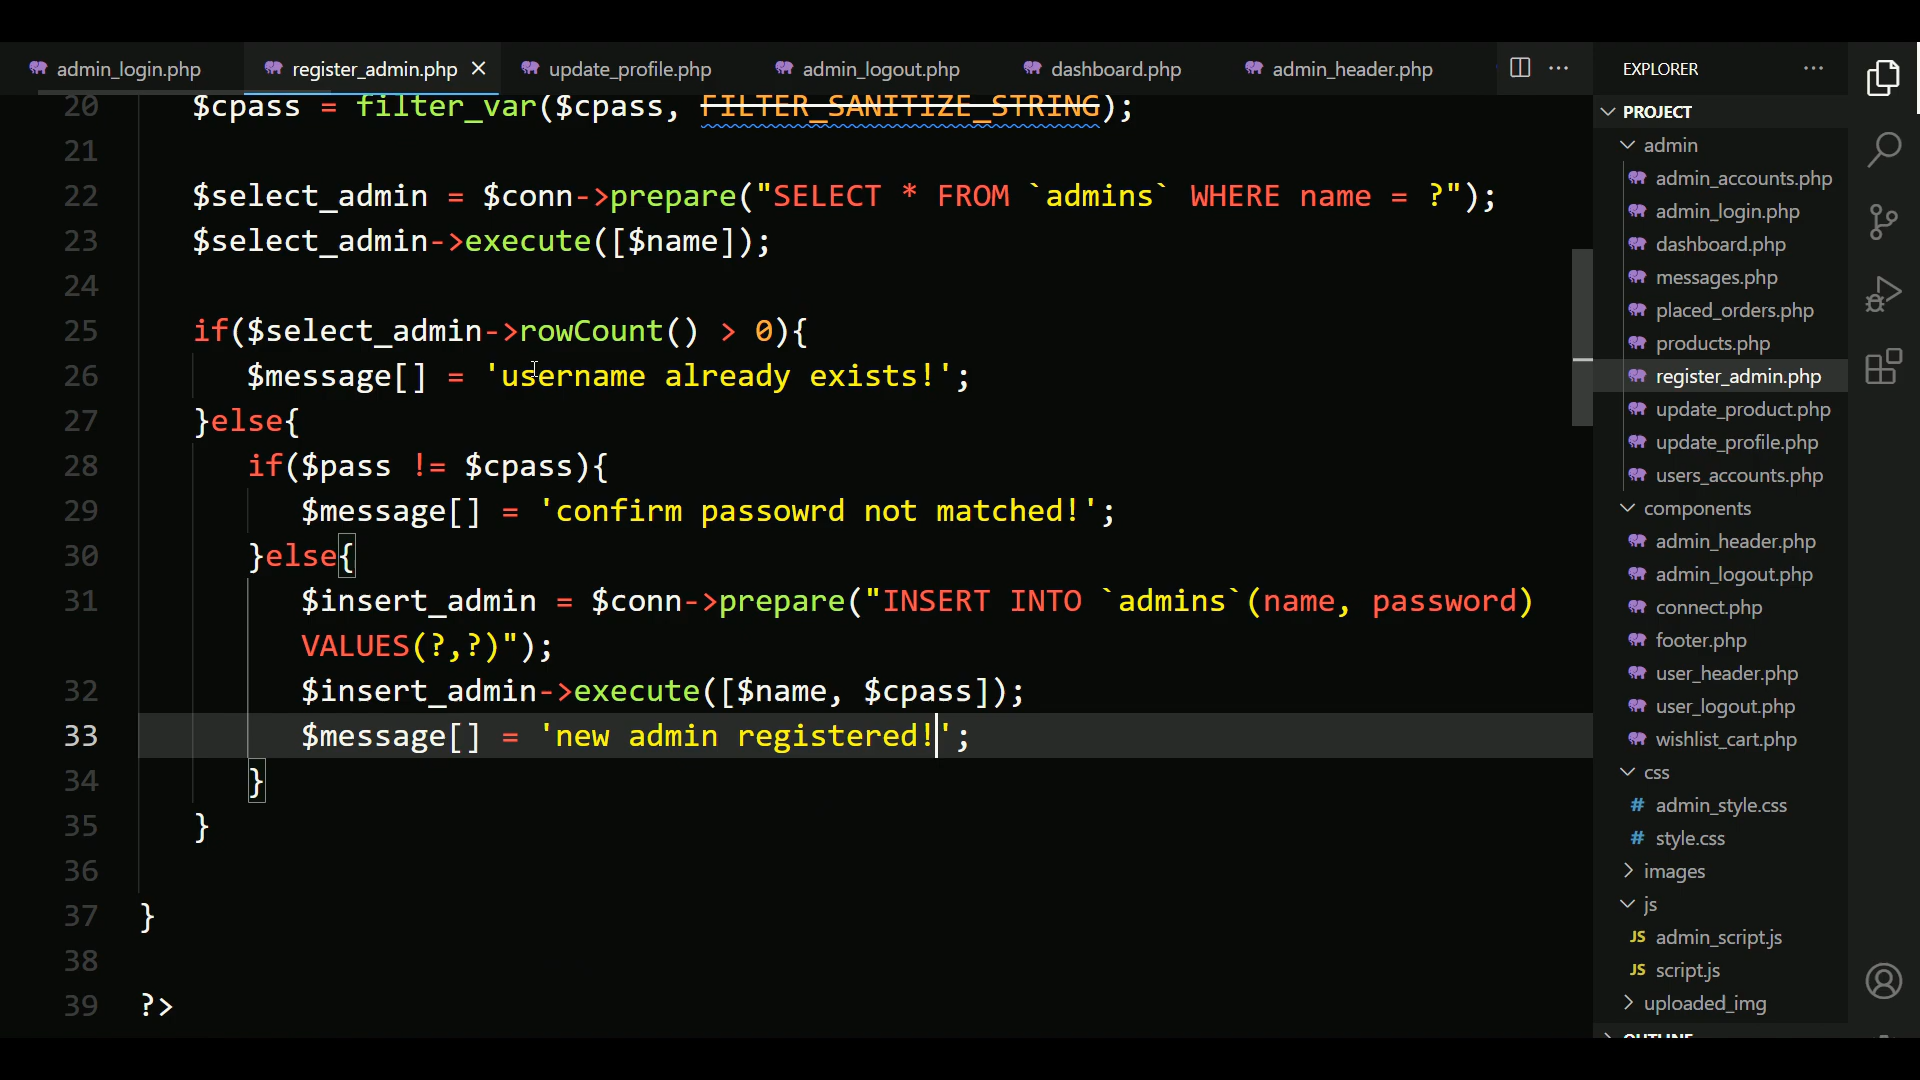 admin_login.php register_admin.php update_profile.php admin_logout.php dashboard.php admin_header.php
20 $cpass = filter_var($cpass, FILTER_SANITIZE_STRING);
21
22 $select_admin = $conn->prepare("SELECT * FROM `admins` WHERE name = ?");
23 $select_admin->execute([$name]);
24
25 if($select_admin->rowCount() > 0){
26 $message[] = 'username already exists!';
27 }else{
28 if($pass != $cpass){
29 $message[] = 'confirm passowrd not matched!';
30 }else{
31 $insert_admin = $conn->prepare("INSERT INTO `admins`(name, password)
VALUES(?,?)");
32 $insert_admin->execute([$name, $cpass]);
33 $message[] = 'new admin registered!';
34 }
35 }
36
37 }
38
39 ?>
EXPLORER
PROJECT
admin
admin_accounts.php
admin_login.php
dashboard.php
messages.php
placed_orders.php
products.php
register_admin.php
update_product.php
update_profile.php
users_accounts.php
components
admin_header.php
admin_logout.php
connect.php
footer.php
user_header.php
user_logout.php
wishlist_cart.php
css
# admin_style.css
# style.css
images
js
JS admin_script.js
JS script.js
uploaded_img
OUTLINE